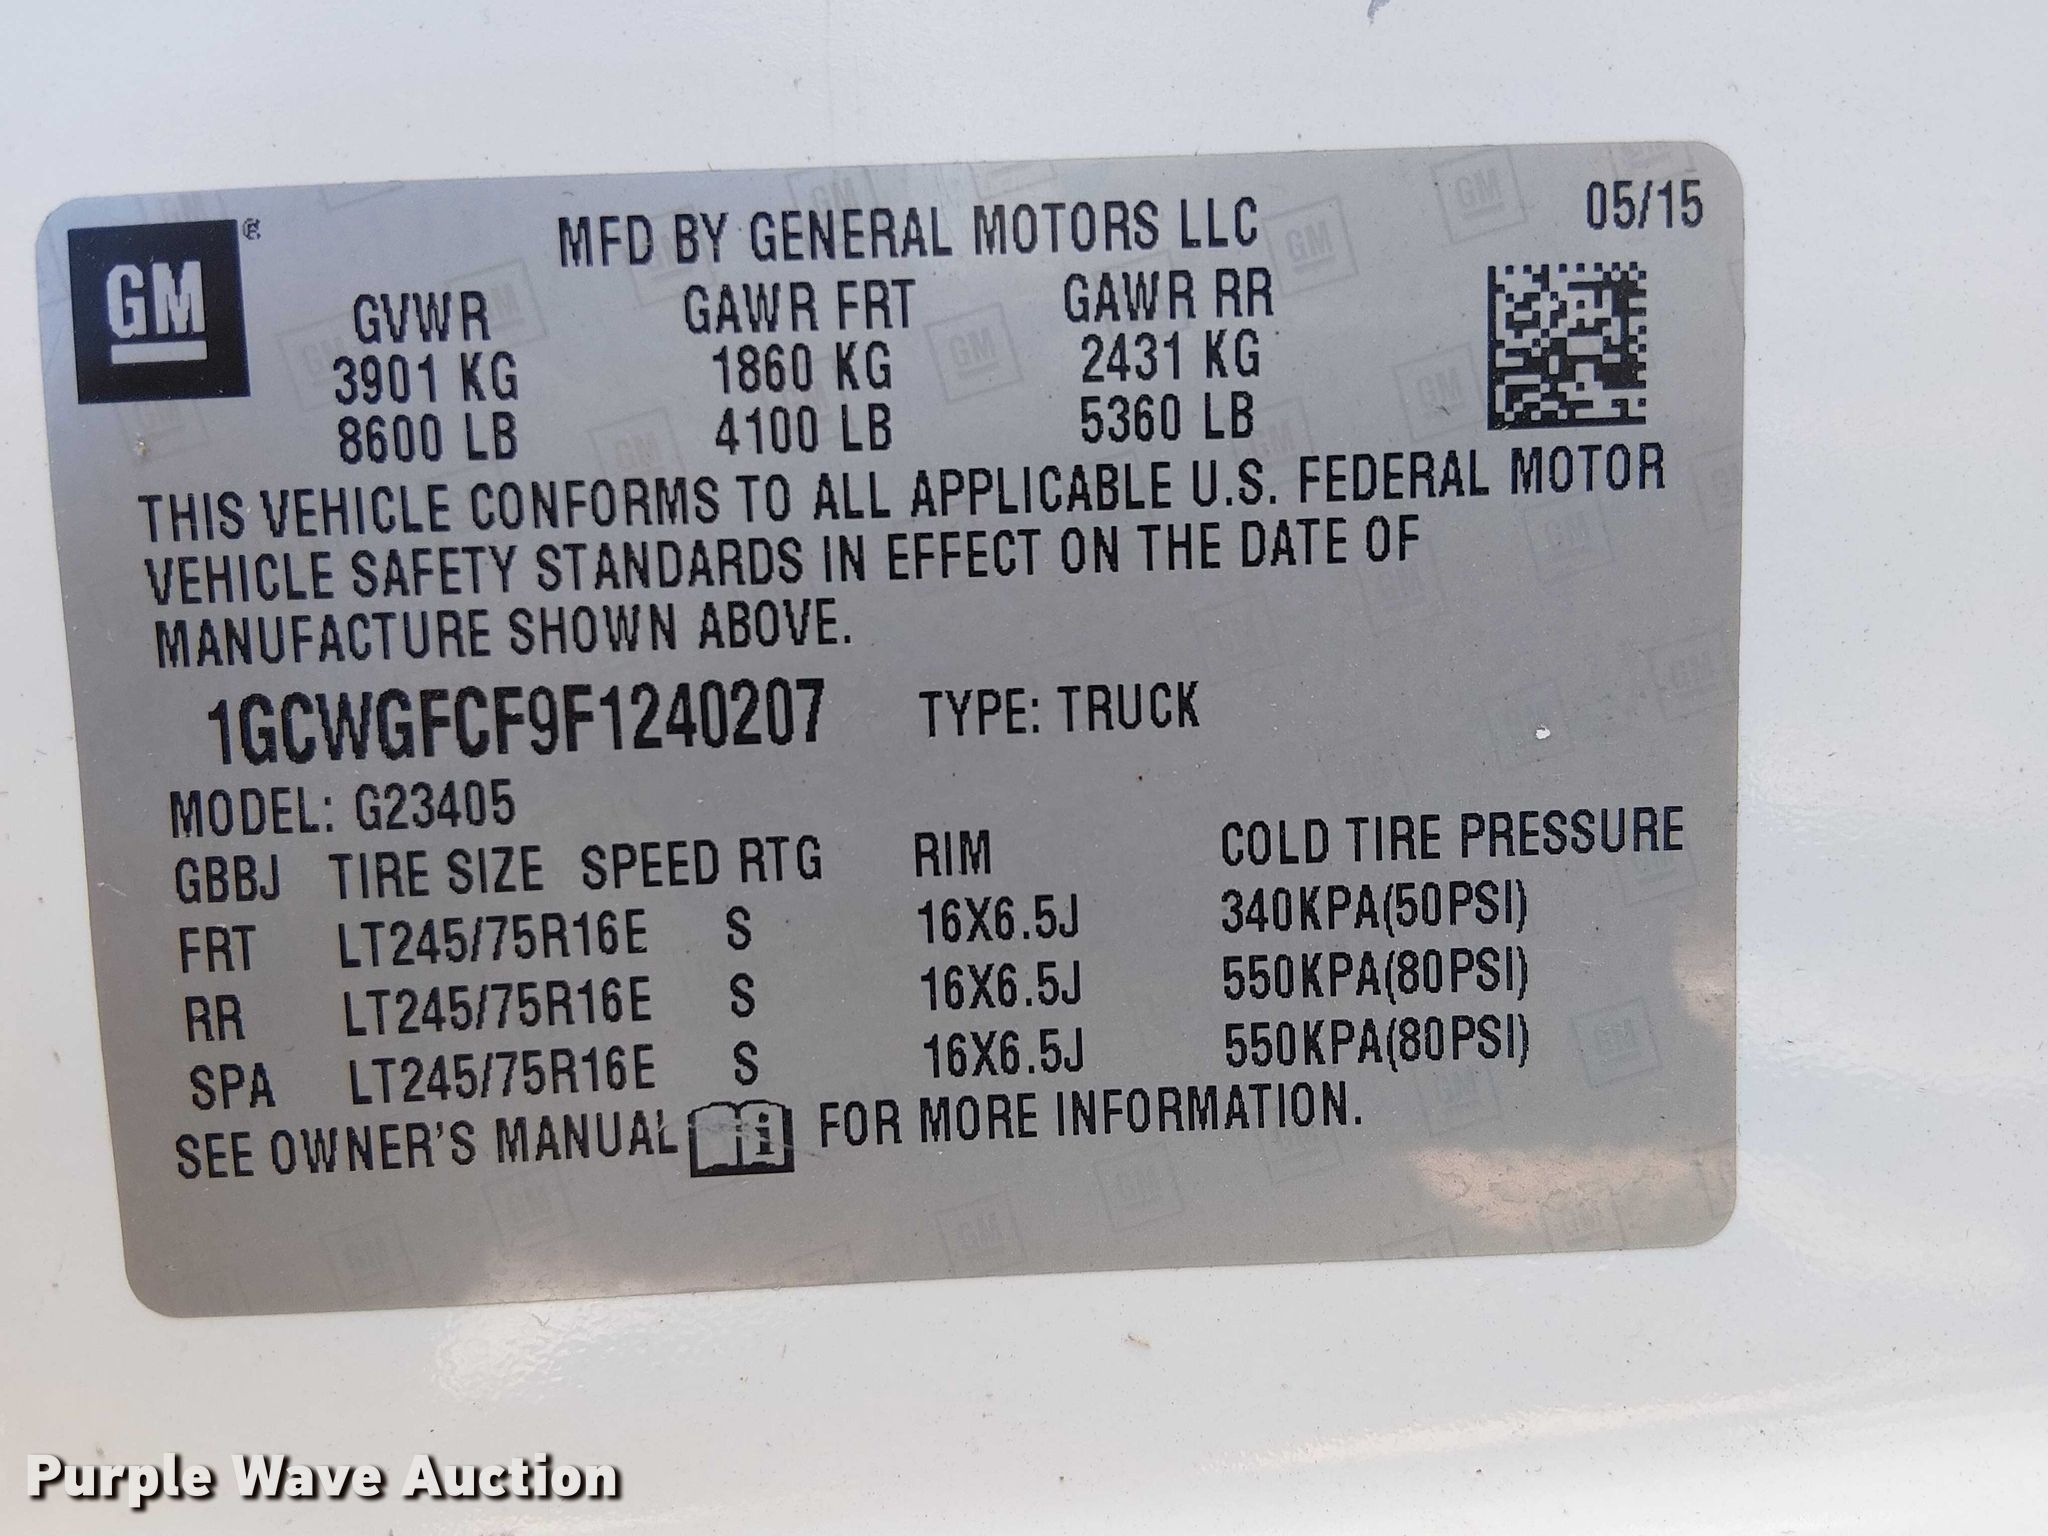 GM ®
MFD BY GENERAL MOTORS LLC
05/15
GVWR GAWR FRT GAWR RR
3901 KG 1860 KG 2431 KG
8600 LB 4100 LB 5360 LB
THIS VEHICLE CONFORMS TO ALL APPLICABLE U.S. FEDERAL MOTOR
VEHICLE SAFETY STANDARDS IN EFFECT ON THE DATE OF
MANUFACTURE SHOWN ABOVE.
1GCWGFCF9F1240207 TYPE: TRUCK
MODEL: G23405
GBBJ TIRE SIZE SPEED RTG RIM COLD TIRE PRESSURE
FRT LT245/75R16E S 16X6.5J 340KPA(50PSI)
RR LT245/75R16E S 16X6.5J 550KPA(80PSI)
SPA LT245/75R16E S 16X6.5J 550KPA(80PSI)
SEE OWNER'S MANUAL FOR MORE INFORMATION.
Purple Wave Auction